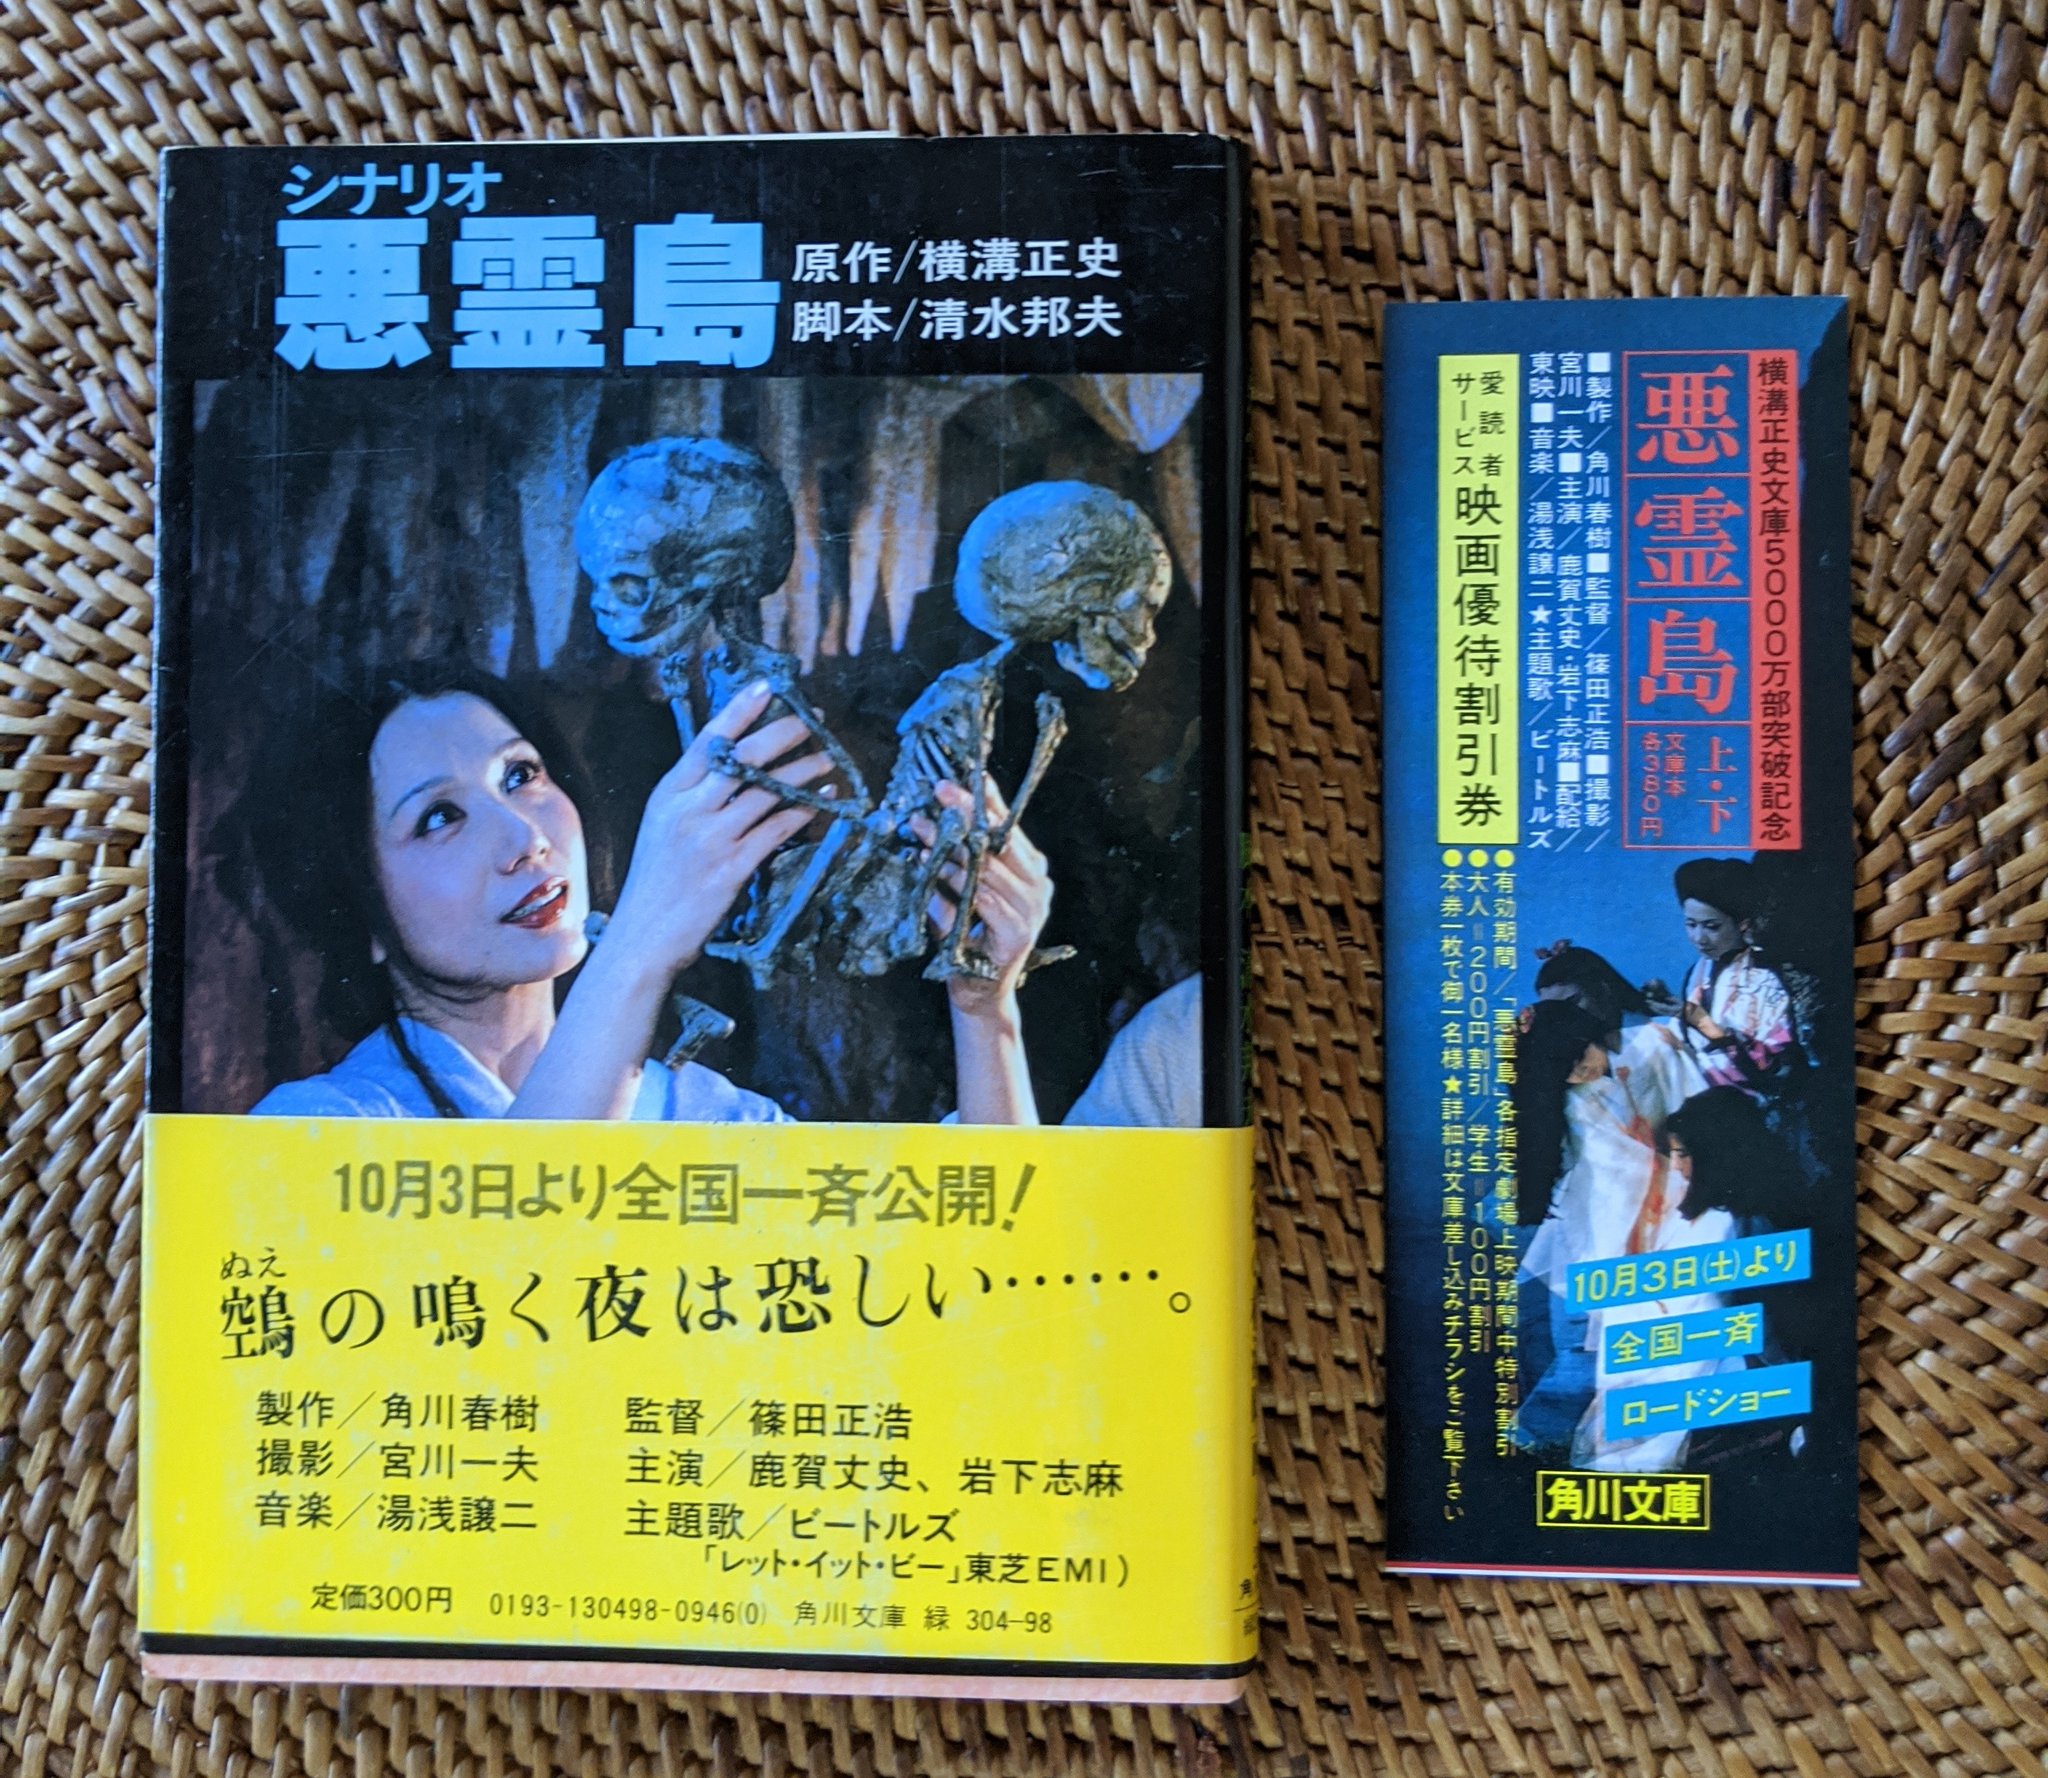 シナリオ
悪霊島
原作/横溝正史
脚本/清水邦夫
10月3日より全国一斉公開!
ぬえ
鵼の鳴く夜は恐しい……。
製作/角川春樹
撮影/宮川一夫
音楽/湯浅譲二
監督/篠田正浩
主演/鹿賀丈史、岩下志麻
主題歌/ビートルズ
「レット・イット・ビー」東芝EMI)
定価300円 0193-130498-0946(0) 角川文庫 緑 304-98
横溝正史文庫5000万部突破記念
悪霊島
上・下
文庫本
各380円
■製作/角川春樹■監督/篠田正浩■撮影/
宮川一夫■主演/鹿賀丈史・岩下志麻■配給/
東映■音楽/湯浅譲二★主題歌/ビートルズ
愛読者
サービス
映画優待割引券
●有効期間/「悪霊島」各指定劇場上映期間中特別割引
●大人=200円割引/学生=100円割引
●本券一枚で御一名様★詳細は文庫差し込みチラシをご覧下さい
10月3日(土)より
全国一斉
ロードショー
角川文庫